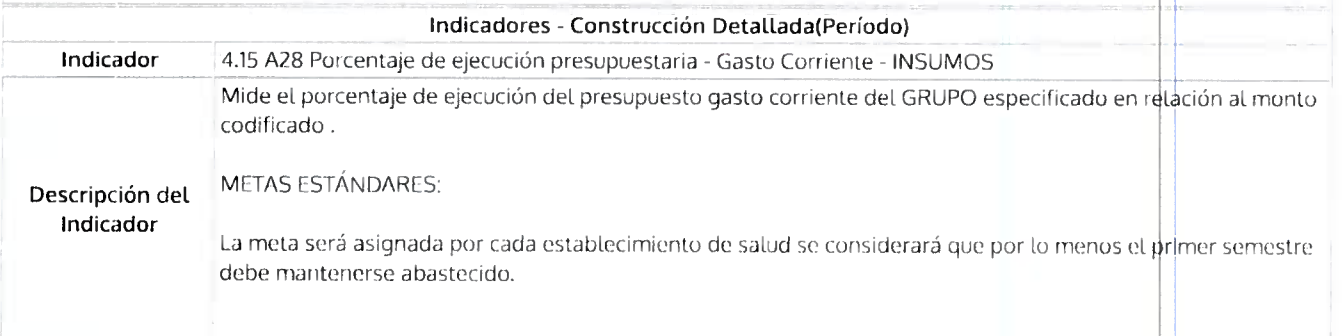 Indicadores - Construcción Detallada(Período)
Indicador
4.15 A28 Porcentaje de ejecución presupuestaria - Gasto Corriente - INSUMOS
Descripción del
Indicador
Mide el porcentaje de ejecución del presupuesto gasto corriente del GRUPO especificado en relación al monto
codificado .
METAS ESTÁNDARES:
La meta será asignada por cada establecimiento de salud se considerará que por lo menos el primer semestre
debe mantenerse abastecido.